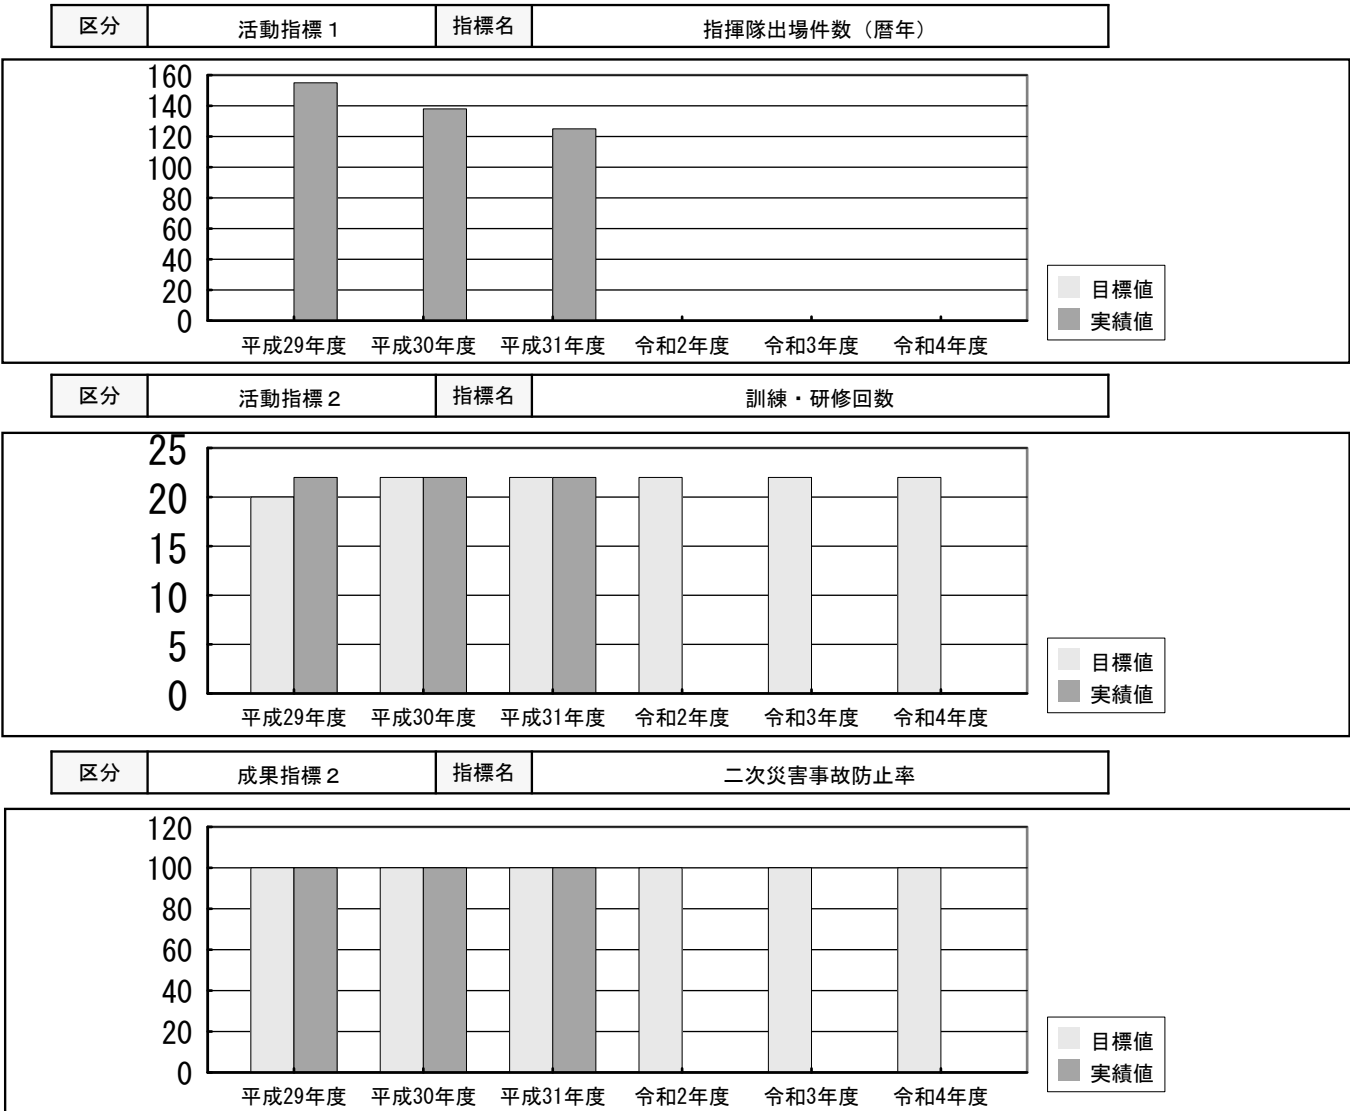 区分 活動指標１ 指標名 指揮隊出場件数（暦年）
160
140
120
100
80
60
40
20
0
平成29年度 平成30年度 平成31年度 令和2年度 令和3年度 令和4年度
目標値
実績値
区分 活動指標２ 指標名 訓練・研修回数
25
20
15
10
5
0
平成29年度 平成30年度 平成31年度 令和2年度 令和3年度 令和4年度
目標値
実績値
区分 成果指標２ 指標名 二次災害事故防止率
120
100
80
60
40
20
0
平成29年度 平成30年度 平成31年度 令和2年度 令和3年度 令和4年度
目標値
実績値